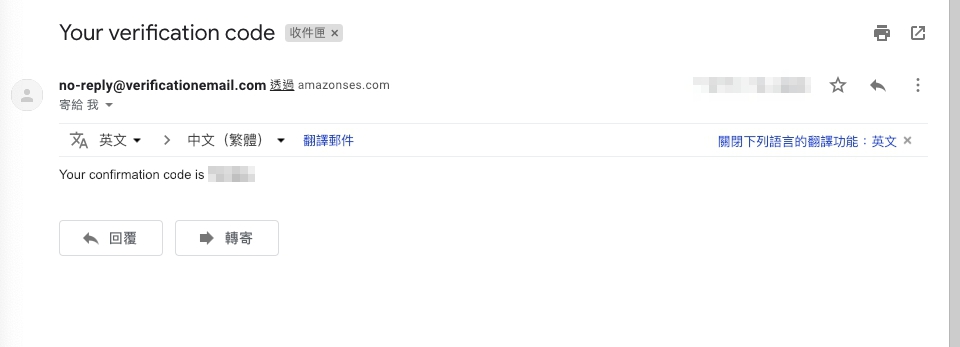 Your verification code 收件匣 ×
no-reply@verificationemail.com 透過 amazonses.com
寄給 我
英文 > 中文（繁體） 翻譯郵件 關閉下列語言的翻譯功能：英文 ×
Your confirmation code is
回覆 轉寄